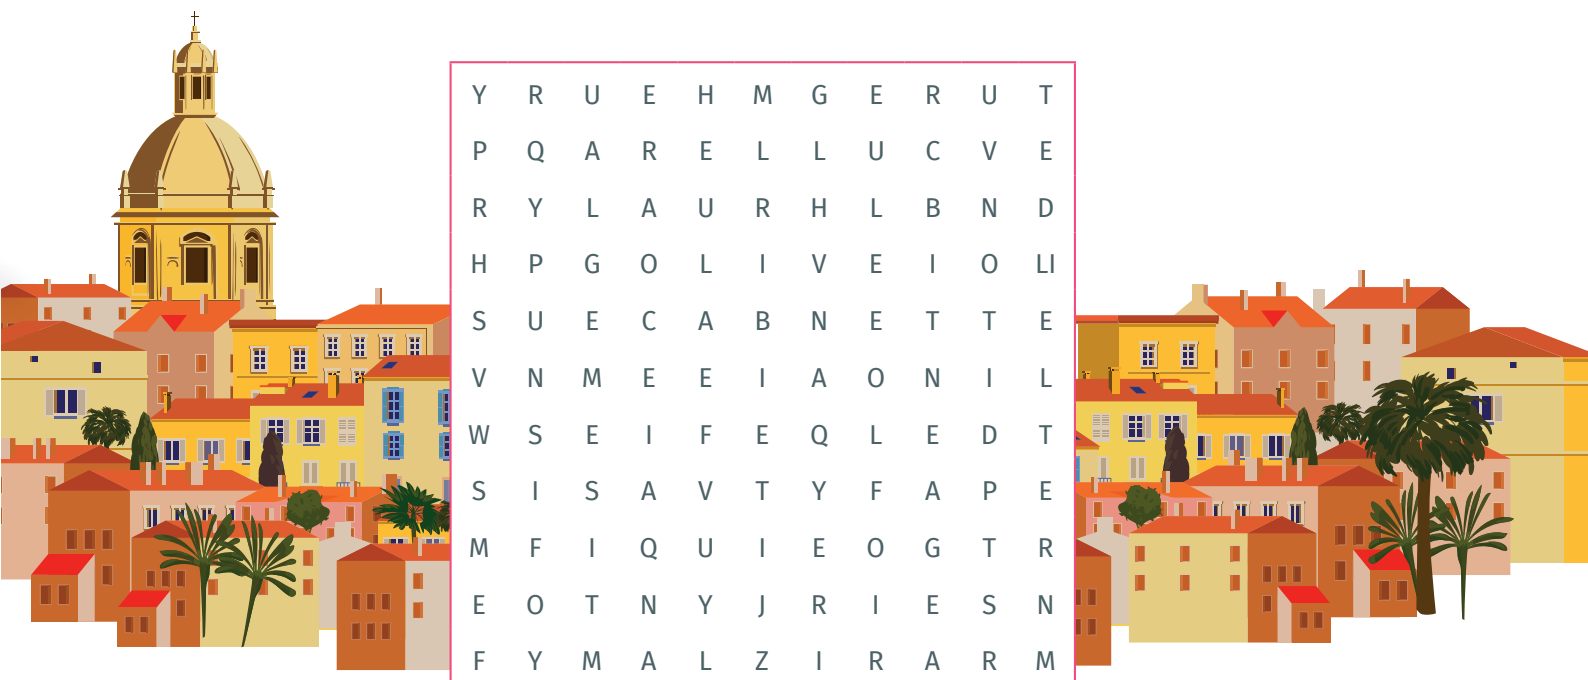 Y R U E H M G E R U T
P Q A R E L L U C V E
R Y L A U R H L B N D
H P G O L I V E I O LI
S U E C A B N E T T E
V N M E E I A O N I L
W S E I F E Q L E D T
S I S A V T Y F A P E
M F I Q U I E O G T R
E O T N Y J R I E S N
F Y M A L Z I R A R M